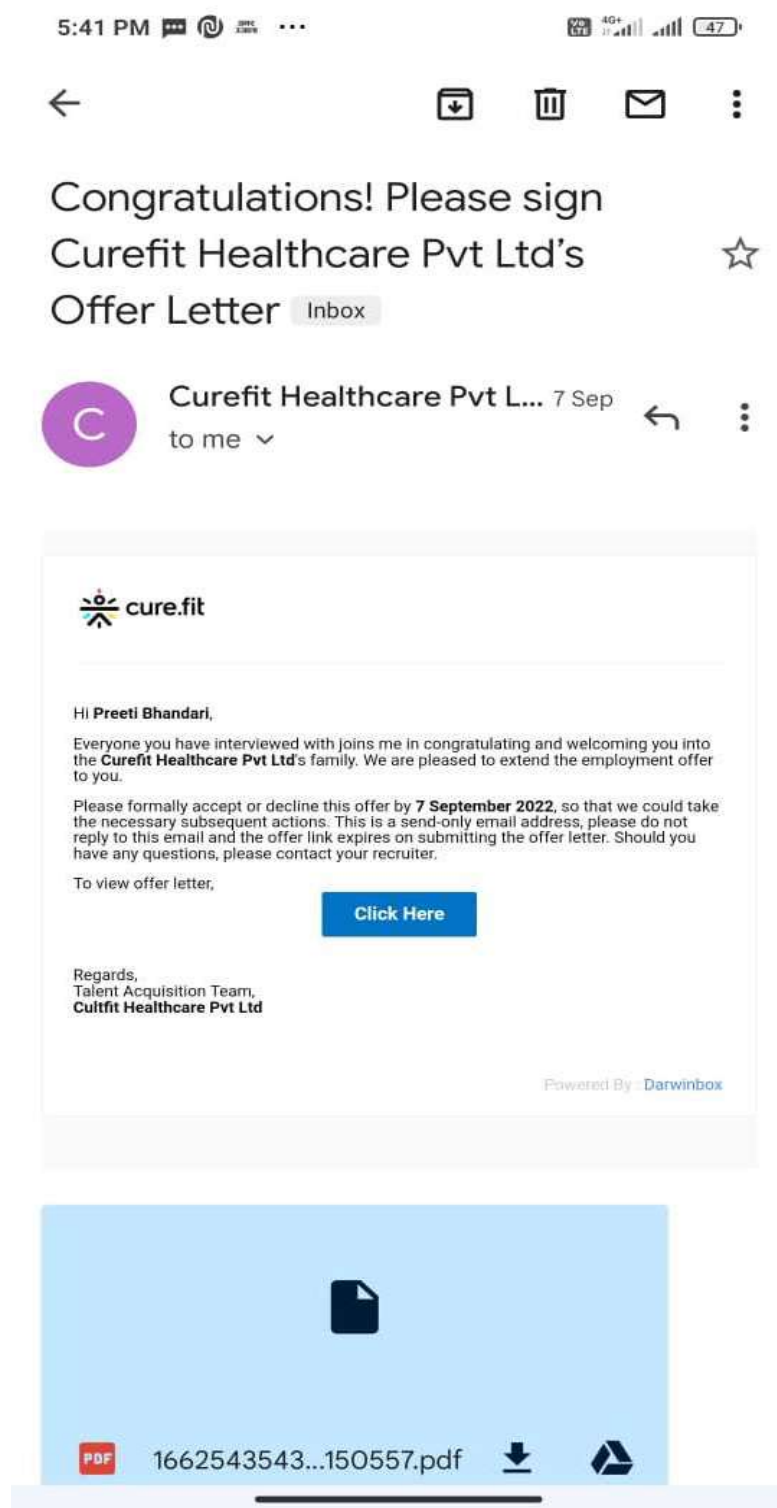 5:41 PM ...
Vo LTE 4G+ 47
Congratulations! Please sign
Curefit Healthcare Pvt Ltd's
Offer Letter Inbox
C
Curefit Healthcare Pvt L... 7 Sep
to me
cure.fit
Hi Preeti Bhandari,
Everyone you have interviewed with joins me in congratulating and welcoming you into
the Curefit Healthcare Pvt Ltd's family. We are pleased to extend the employment offer
to you.
Please formally accept or decline this offer by 7 September 2022, so that we could take
the necessary subsequent actions. This is a send-only email address, please do not
reply to this email and the offer link expires on submitting the offer letter. Should you
have any questions, please contact your recruiter.
To view offer letter,
Click Here
Regards,
Talent Acquisition Team,
Cultfit Healthcare Pvt Ltd
Powered By : Darwinbox
PDF 1662543543...150557.pdf